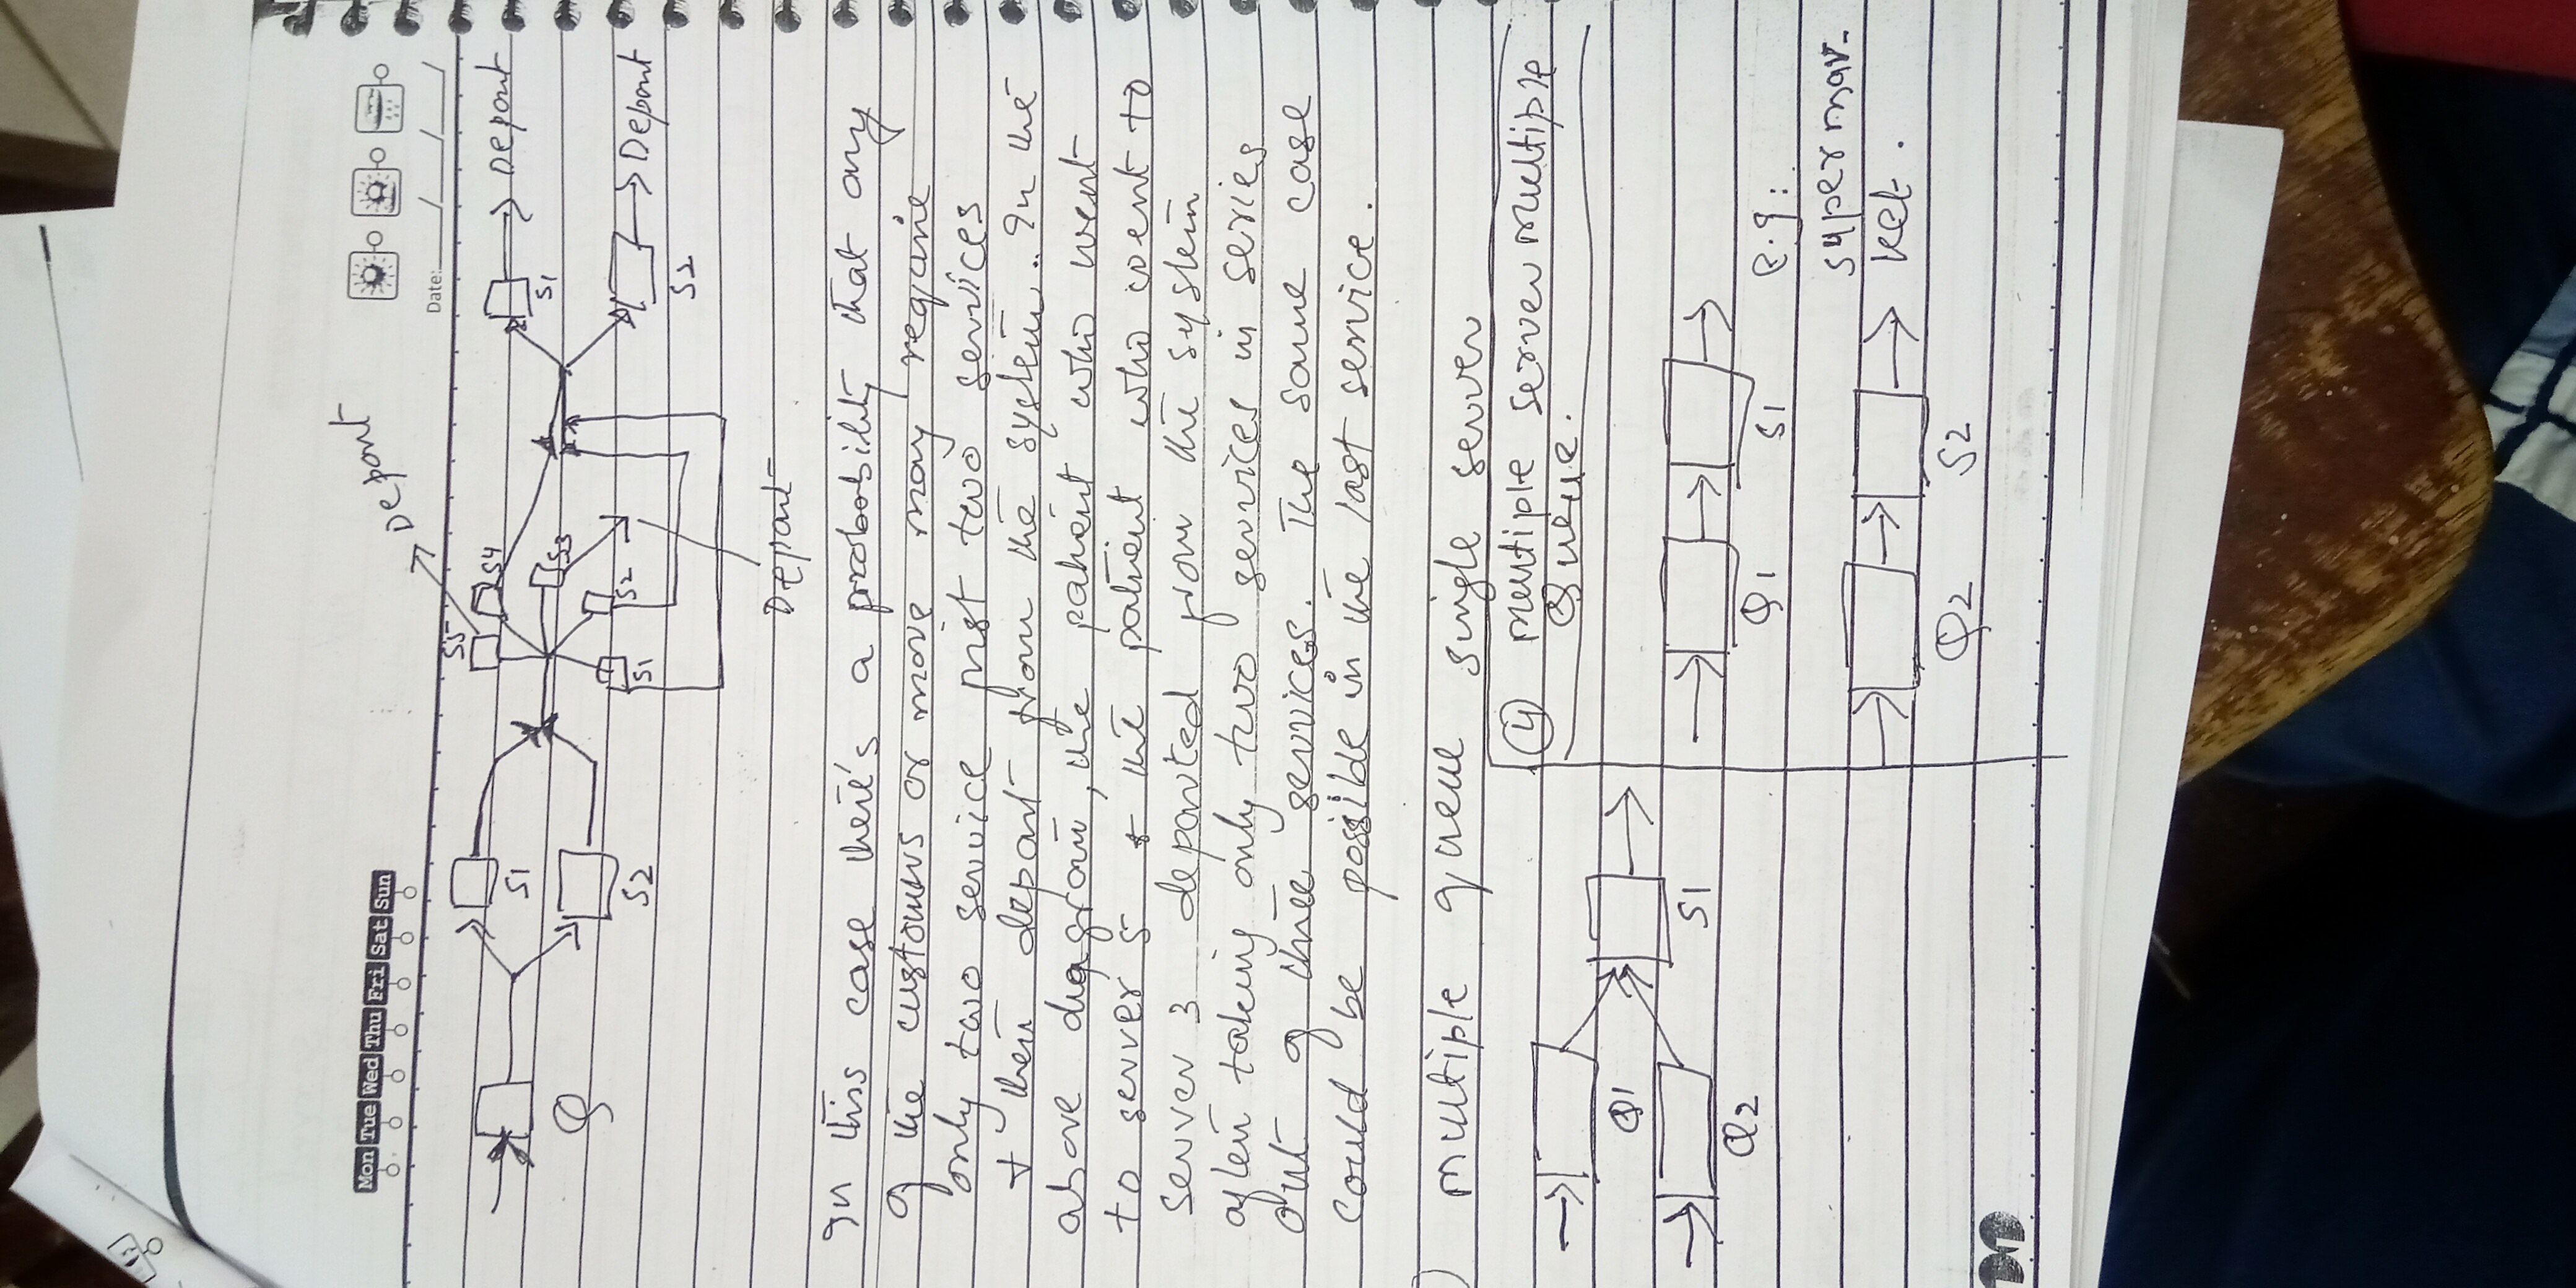 Mon Tue Wed Thu Fri Sat Sun
Date:
Depart
S5
S4
S1
S3
S1
Depart
Q
S2
S1
S2
S2
Depart
Depart
In this case there's a probability that any
of the customers or more may require
only two service first two services
+ then depart from the system. In the
above diagram, the patient who went
to server 5 & the patient who went to
server 3 departed from the system
after taking only two services in series
out of three services. The same case
could be possible in the last service.
) multiple queue single server
Q1
Q2
S1
④ multiple server multiple
Queue.
Q1
S1
e.g:
super mar-
ket.
Q2
S2